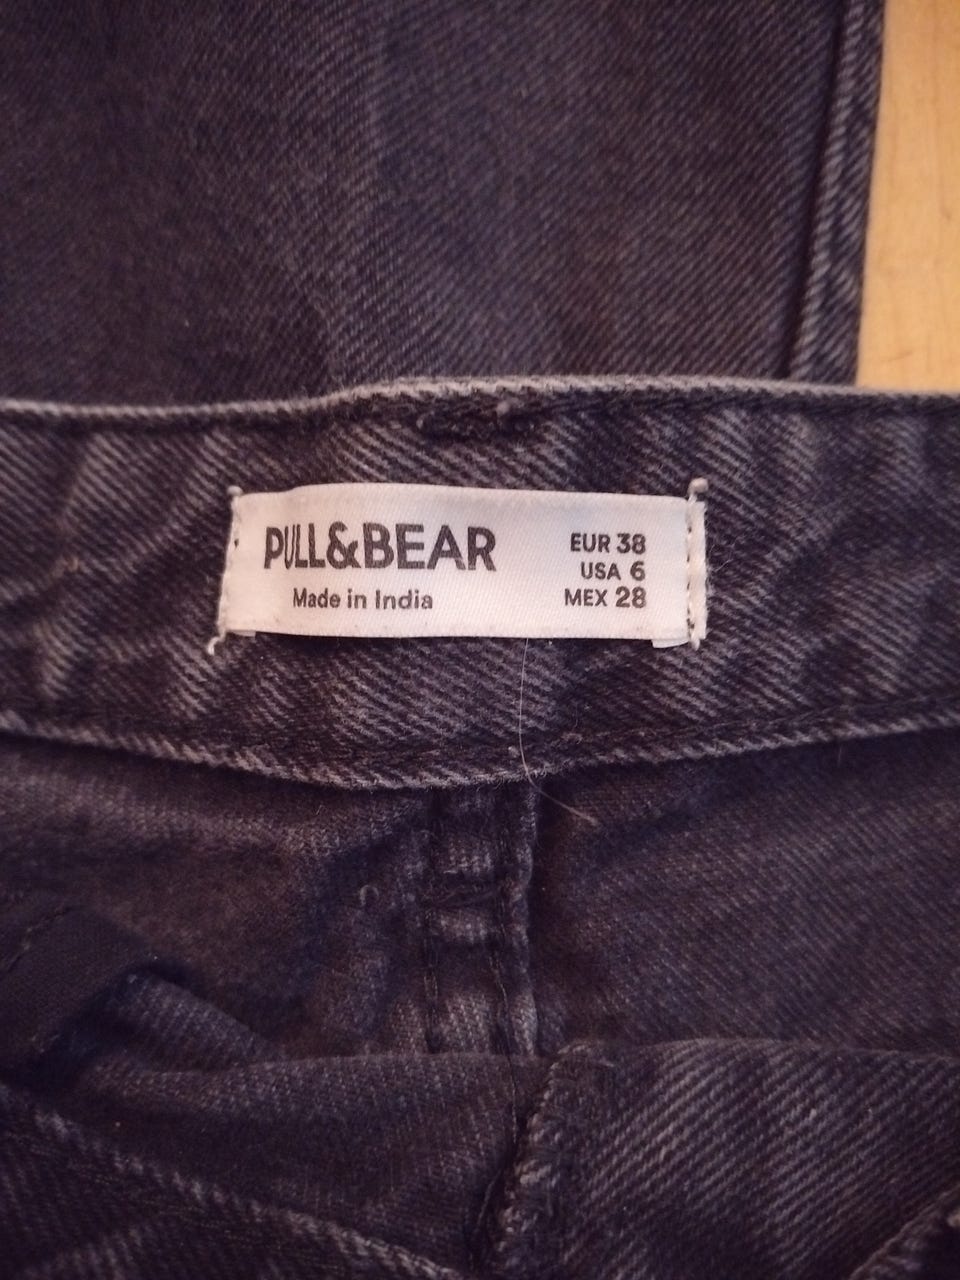 PULL&BEAR
Made in India
EUR 38
USA 6
MEX 28